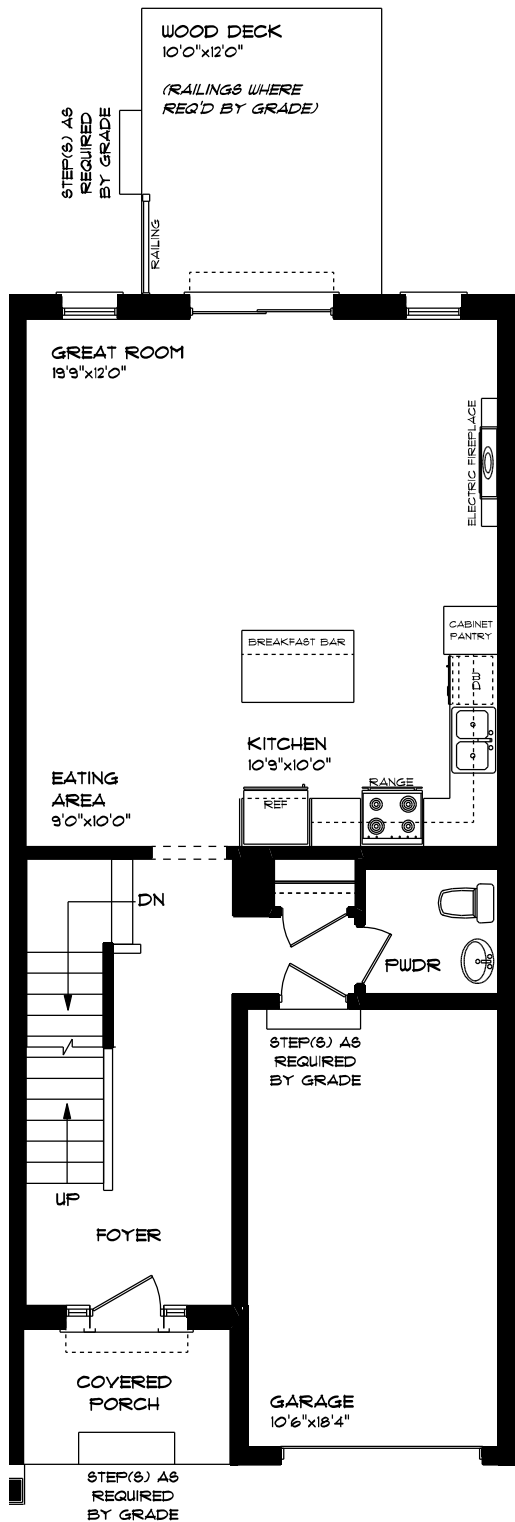 WOOD DECK
10'0"x12'0"
(RAILINGS WHERE
REQ'D BY GRADE)
STEP(S) AS
REQUIRED
BY GRADE
RAILING
GREAT ROOM
19'9"x12'0"
ELECTRIC FIREPLACE
CABINET
PANTRY
BREAKFAST BAR
DW
KITCHEN
10'9"x10'0"
EATING
AREA
9'0"x10'0"
RANGE
REF
DN
PWDR
STEP(S) AS
REQUIRED
BY GRADE
UP
FOYER
COVERED
PORCH
GARAGE
10'6"x18'4"
STEP(S) AS
REQUIRED
BY GRADE